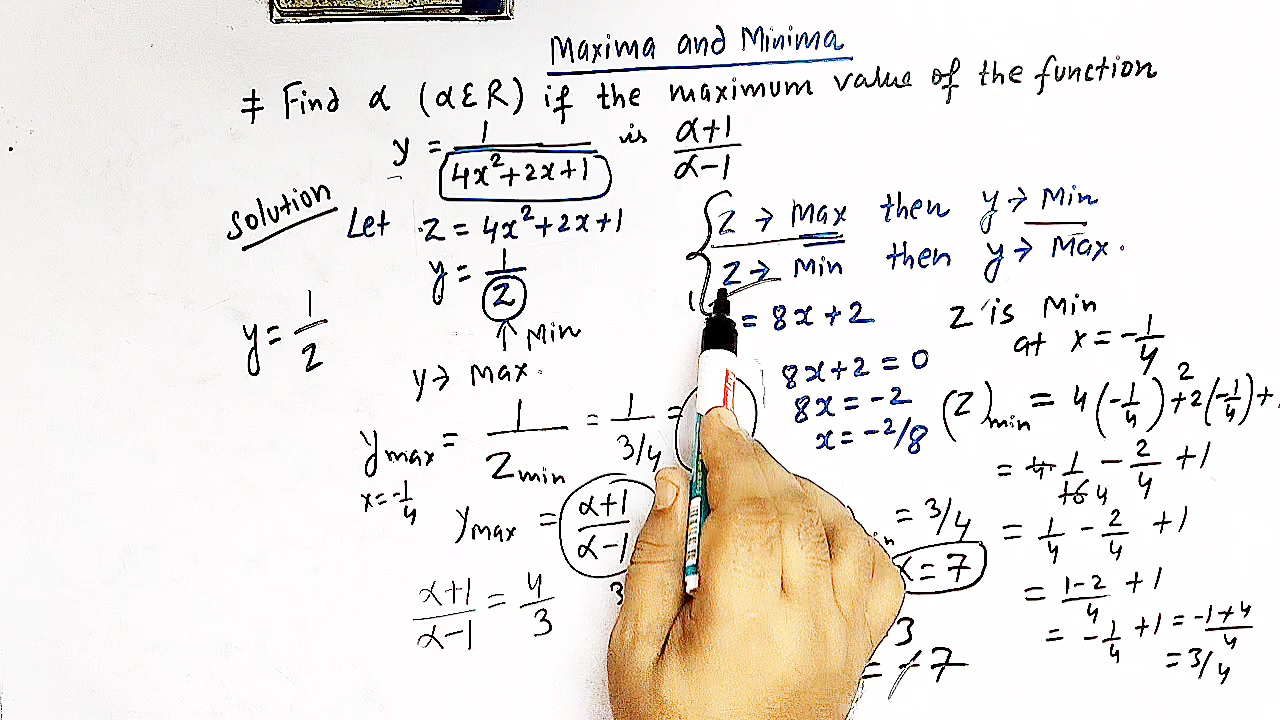 Maxima and Minima
≠ Find α (α ∈ R) if the maximum value of the function
y = 1/(4x²+2x+1) is (α+1)/(α-1)
Solution
Let z = 4x²+2x+1
y = 1/z
↑ Min
y → max.
y = 1/z
z → Max then y → Min
z → Min then y → Max.
= 8x+2
8x+2 = 0
8x = -2
x = -2/8
z is Min
at x = -1/4
(z)min = 4(-1/4)²+2(-1/4)+
= 4 1/16 4 - 2/4 + 1
= 1/4 - 2/4 + 1
= (1-2)/4 + 1
= -1/4 + 1 = (-1+4)/4
= 3/4
ymax = 1/zmin = 1/(3/4) =
x = -1/4
ymax = (α+1)/(α-1)
(α+1)/(α-1) = 4/3
3
= 3/4
α = 7
3
= -7